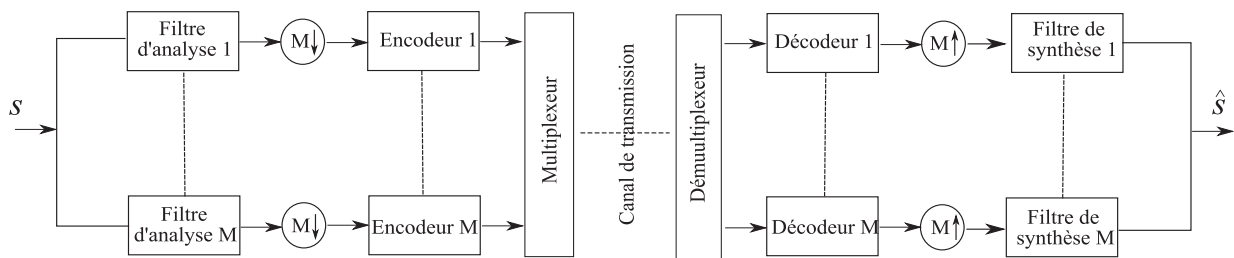 Filtre
d'analyse 1
M
Encodeur 1
Décodeur 1
M
Filtre de
synthèse 1
S
Multiplexeur
Canal de transmission
Démuultiplexeur
Ŝ
Filtre
d'analyse M
M
Encodeur M
Décodeur M
M
Filtre de
synthèse M